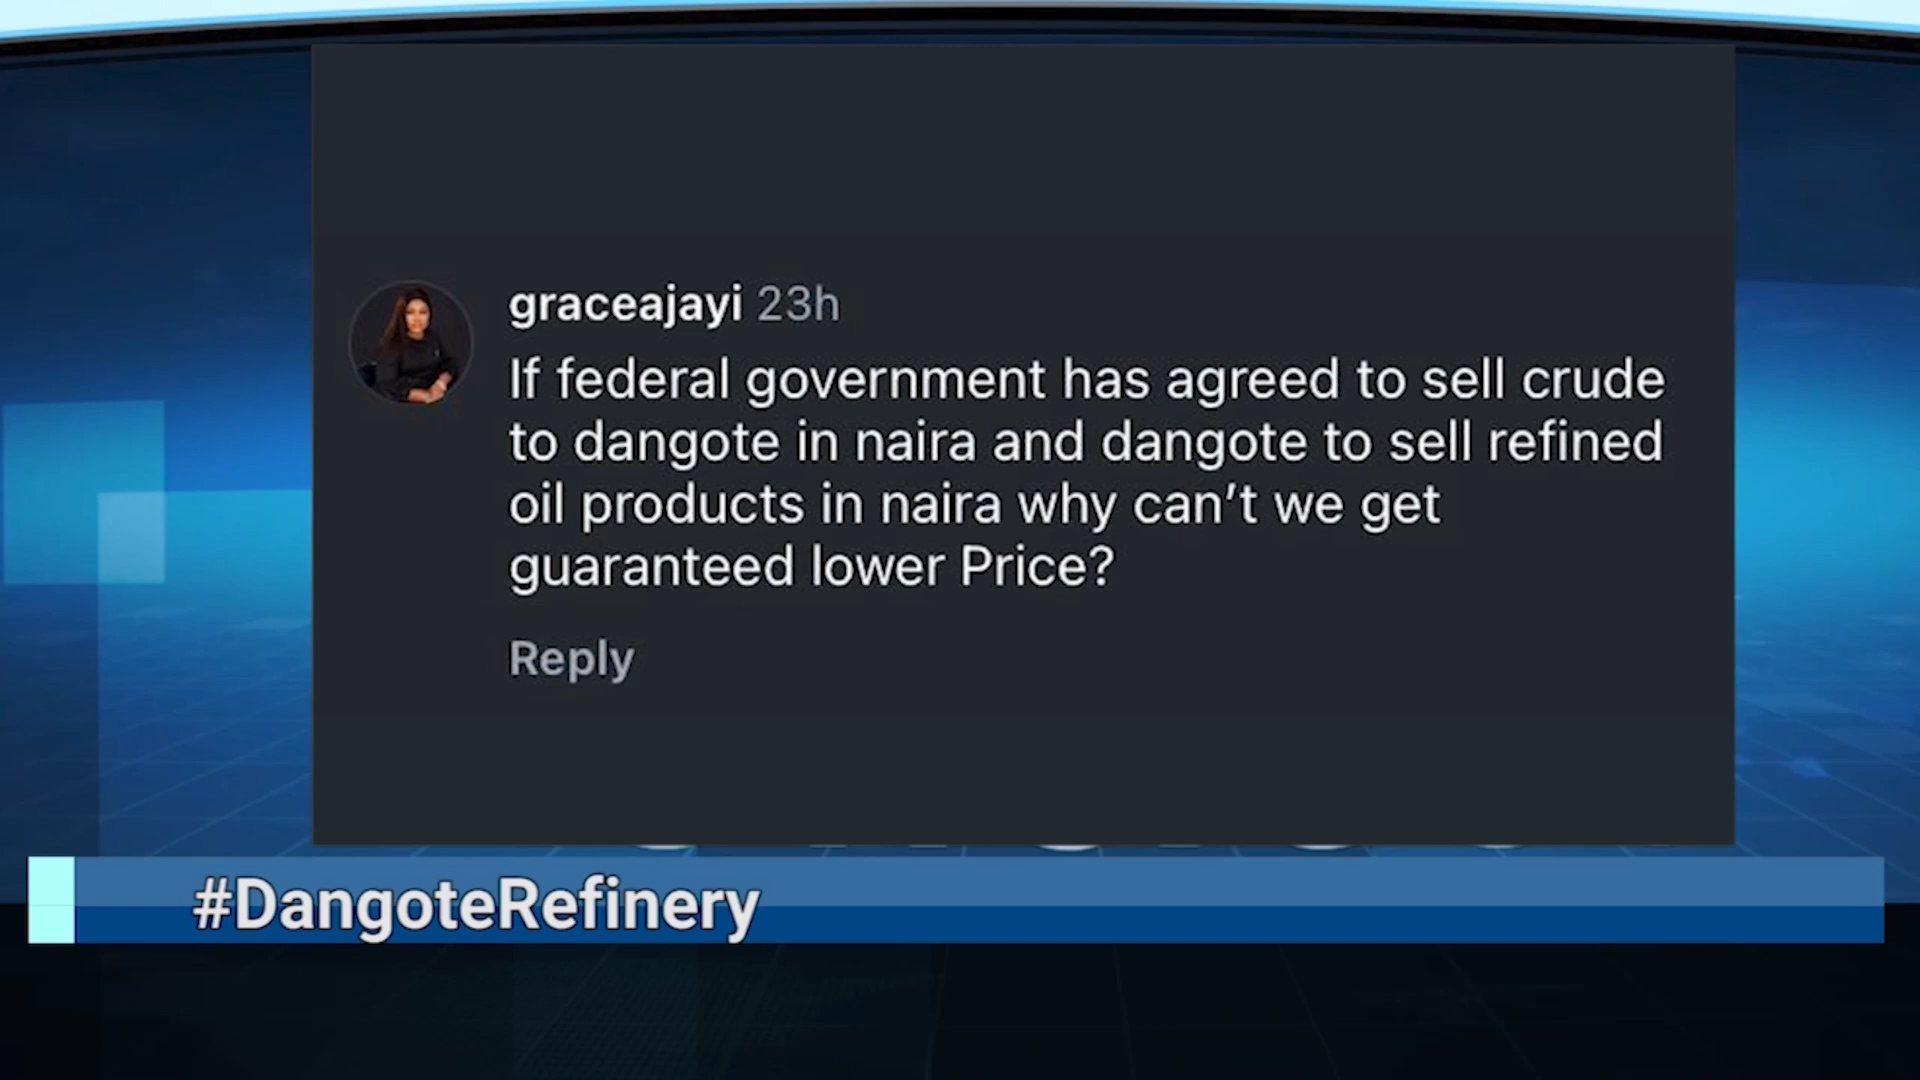 graceajayi 23h
If federal government has agreed to sell crude
to dangote in naira and dangote to sell refined
oil products in naira why can’t we get
guaranteed lower Price?
Reply
#DangoteRefinery